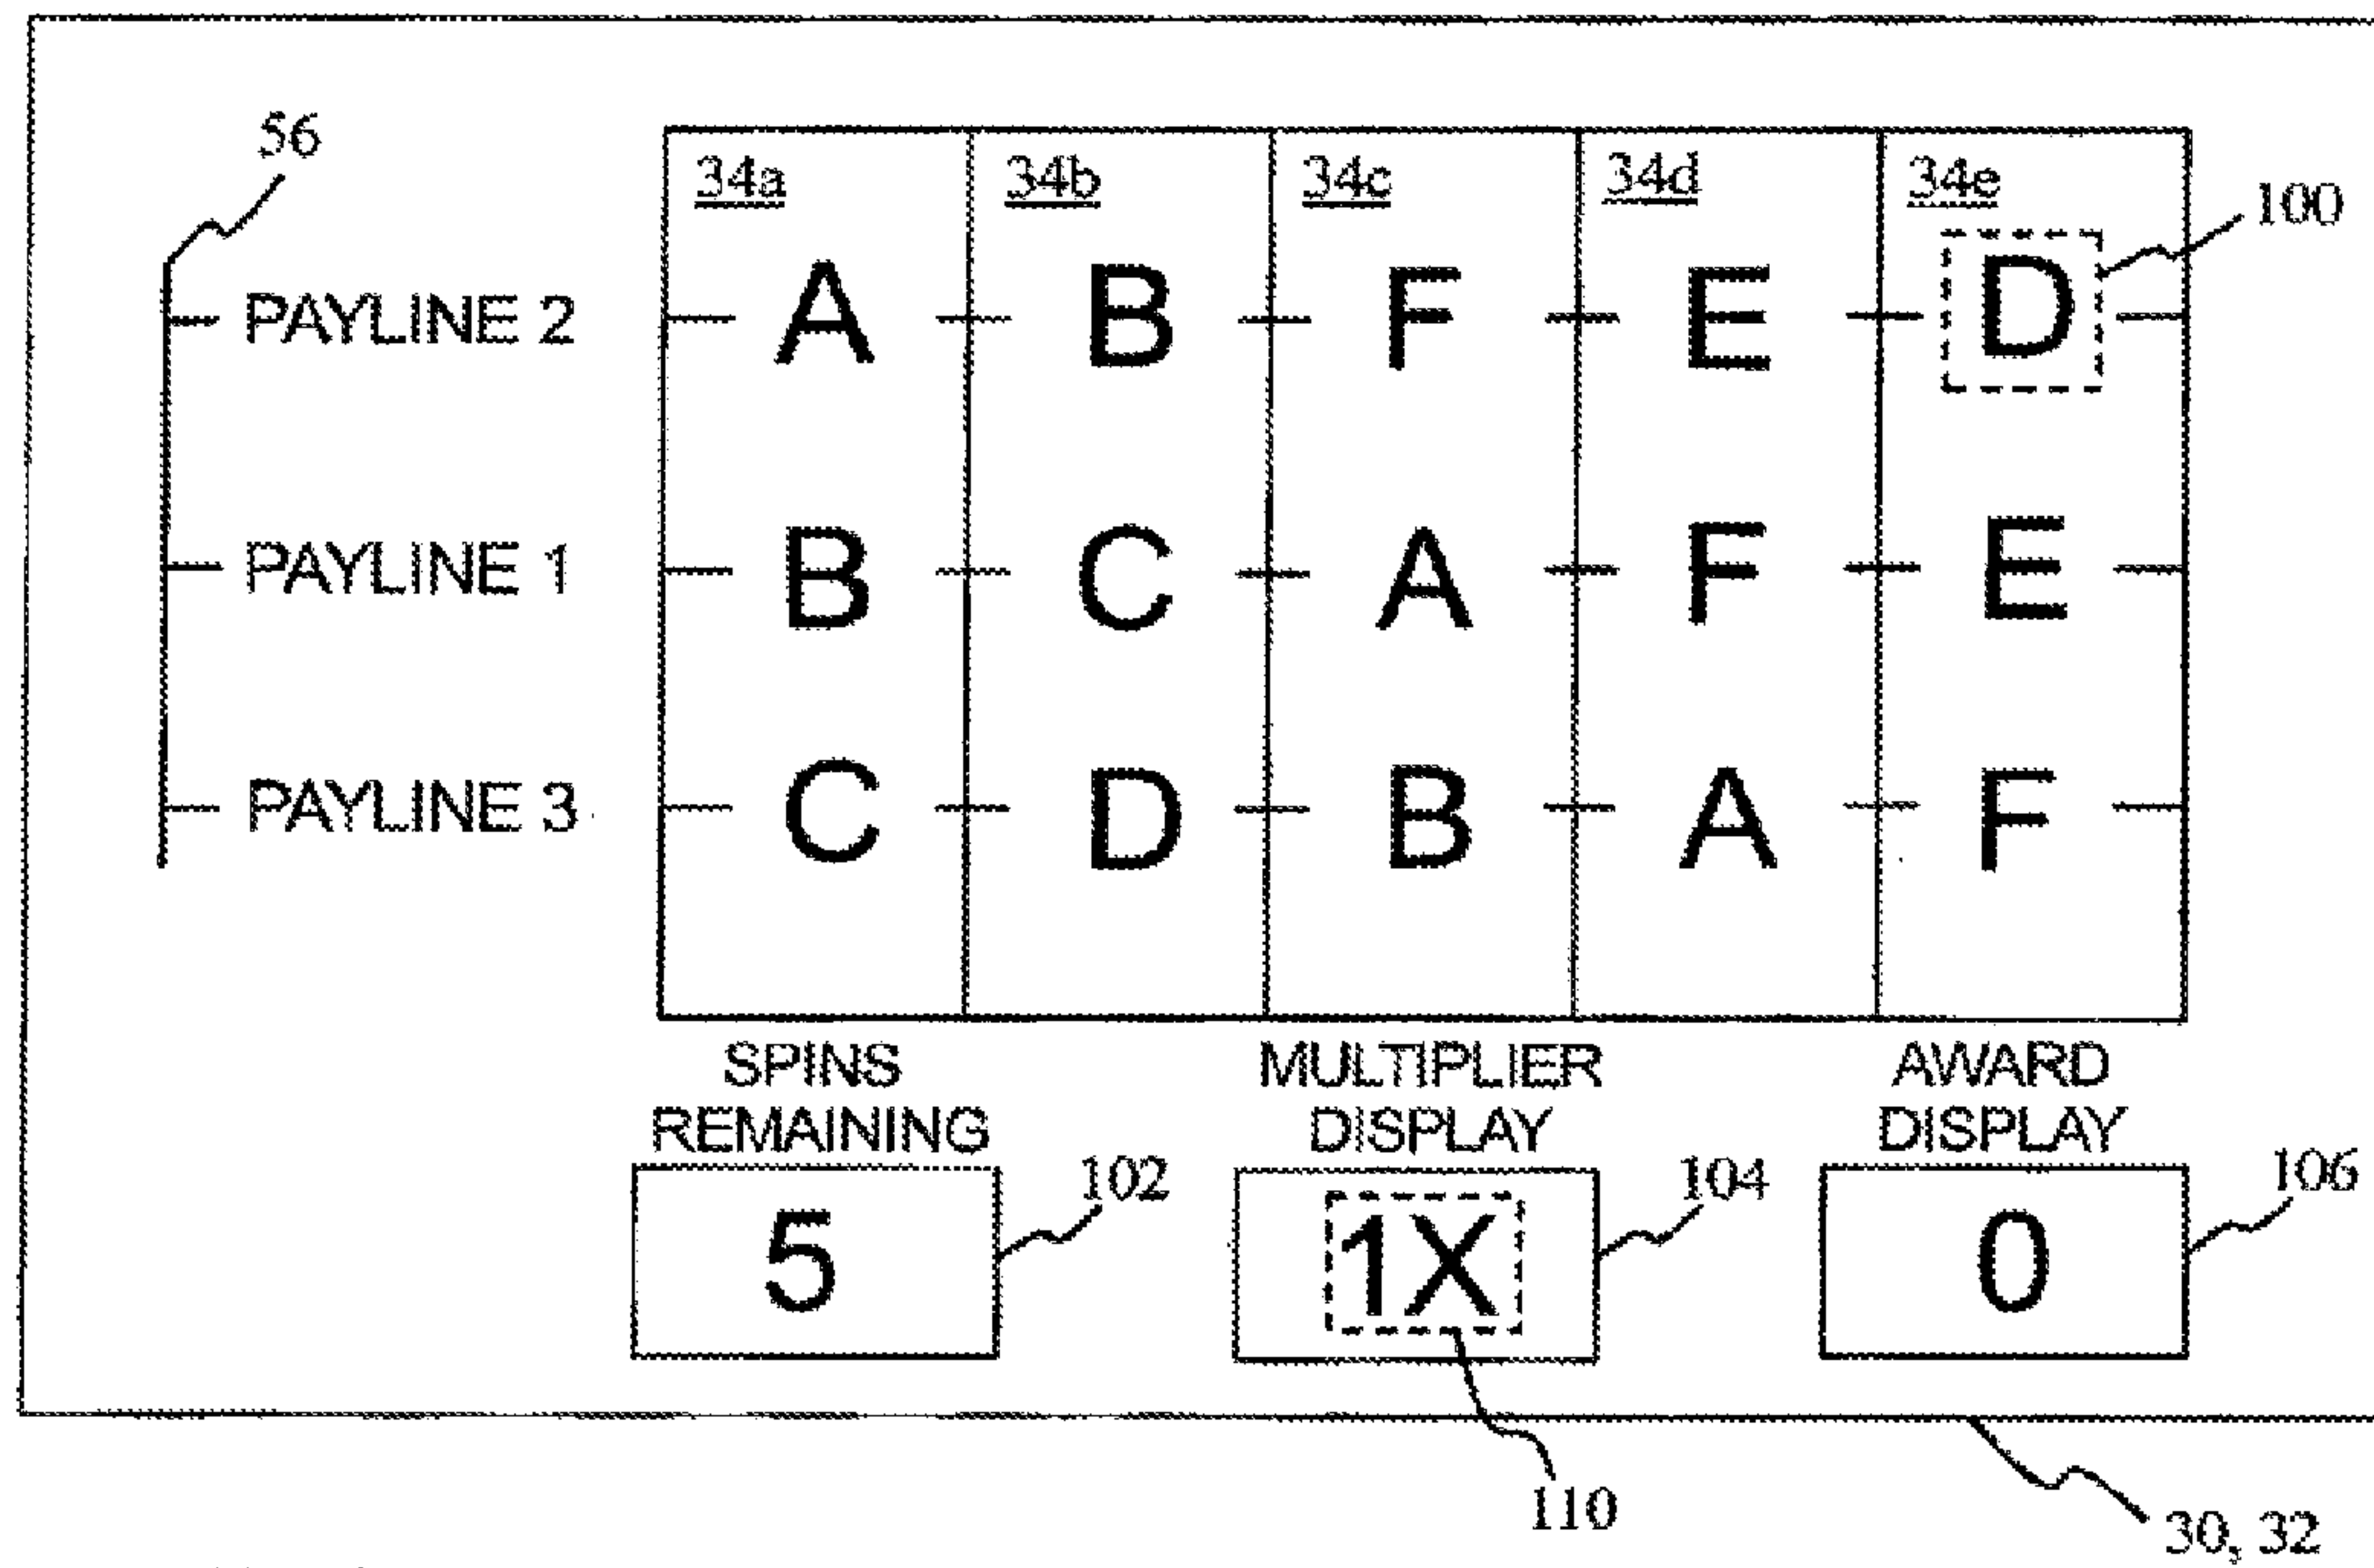 56
34a 34b 34c 34d 34e
100
PAYLINE 2 A B F E D
PAYLINE 1 B C A F E
PAYLINE 3 C D B A F
SPINS REMAINING
MULTIPLIER DISPLAY
AWARD DISPLAY
5 102
1X 104
0 106
110
30, 32